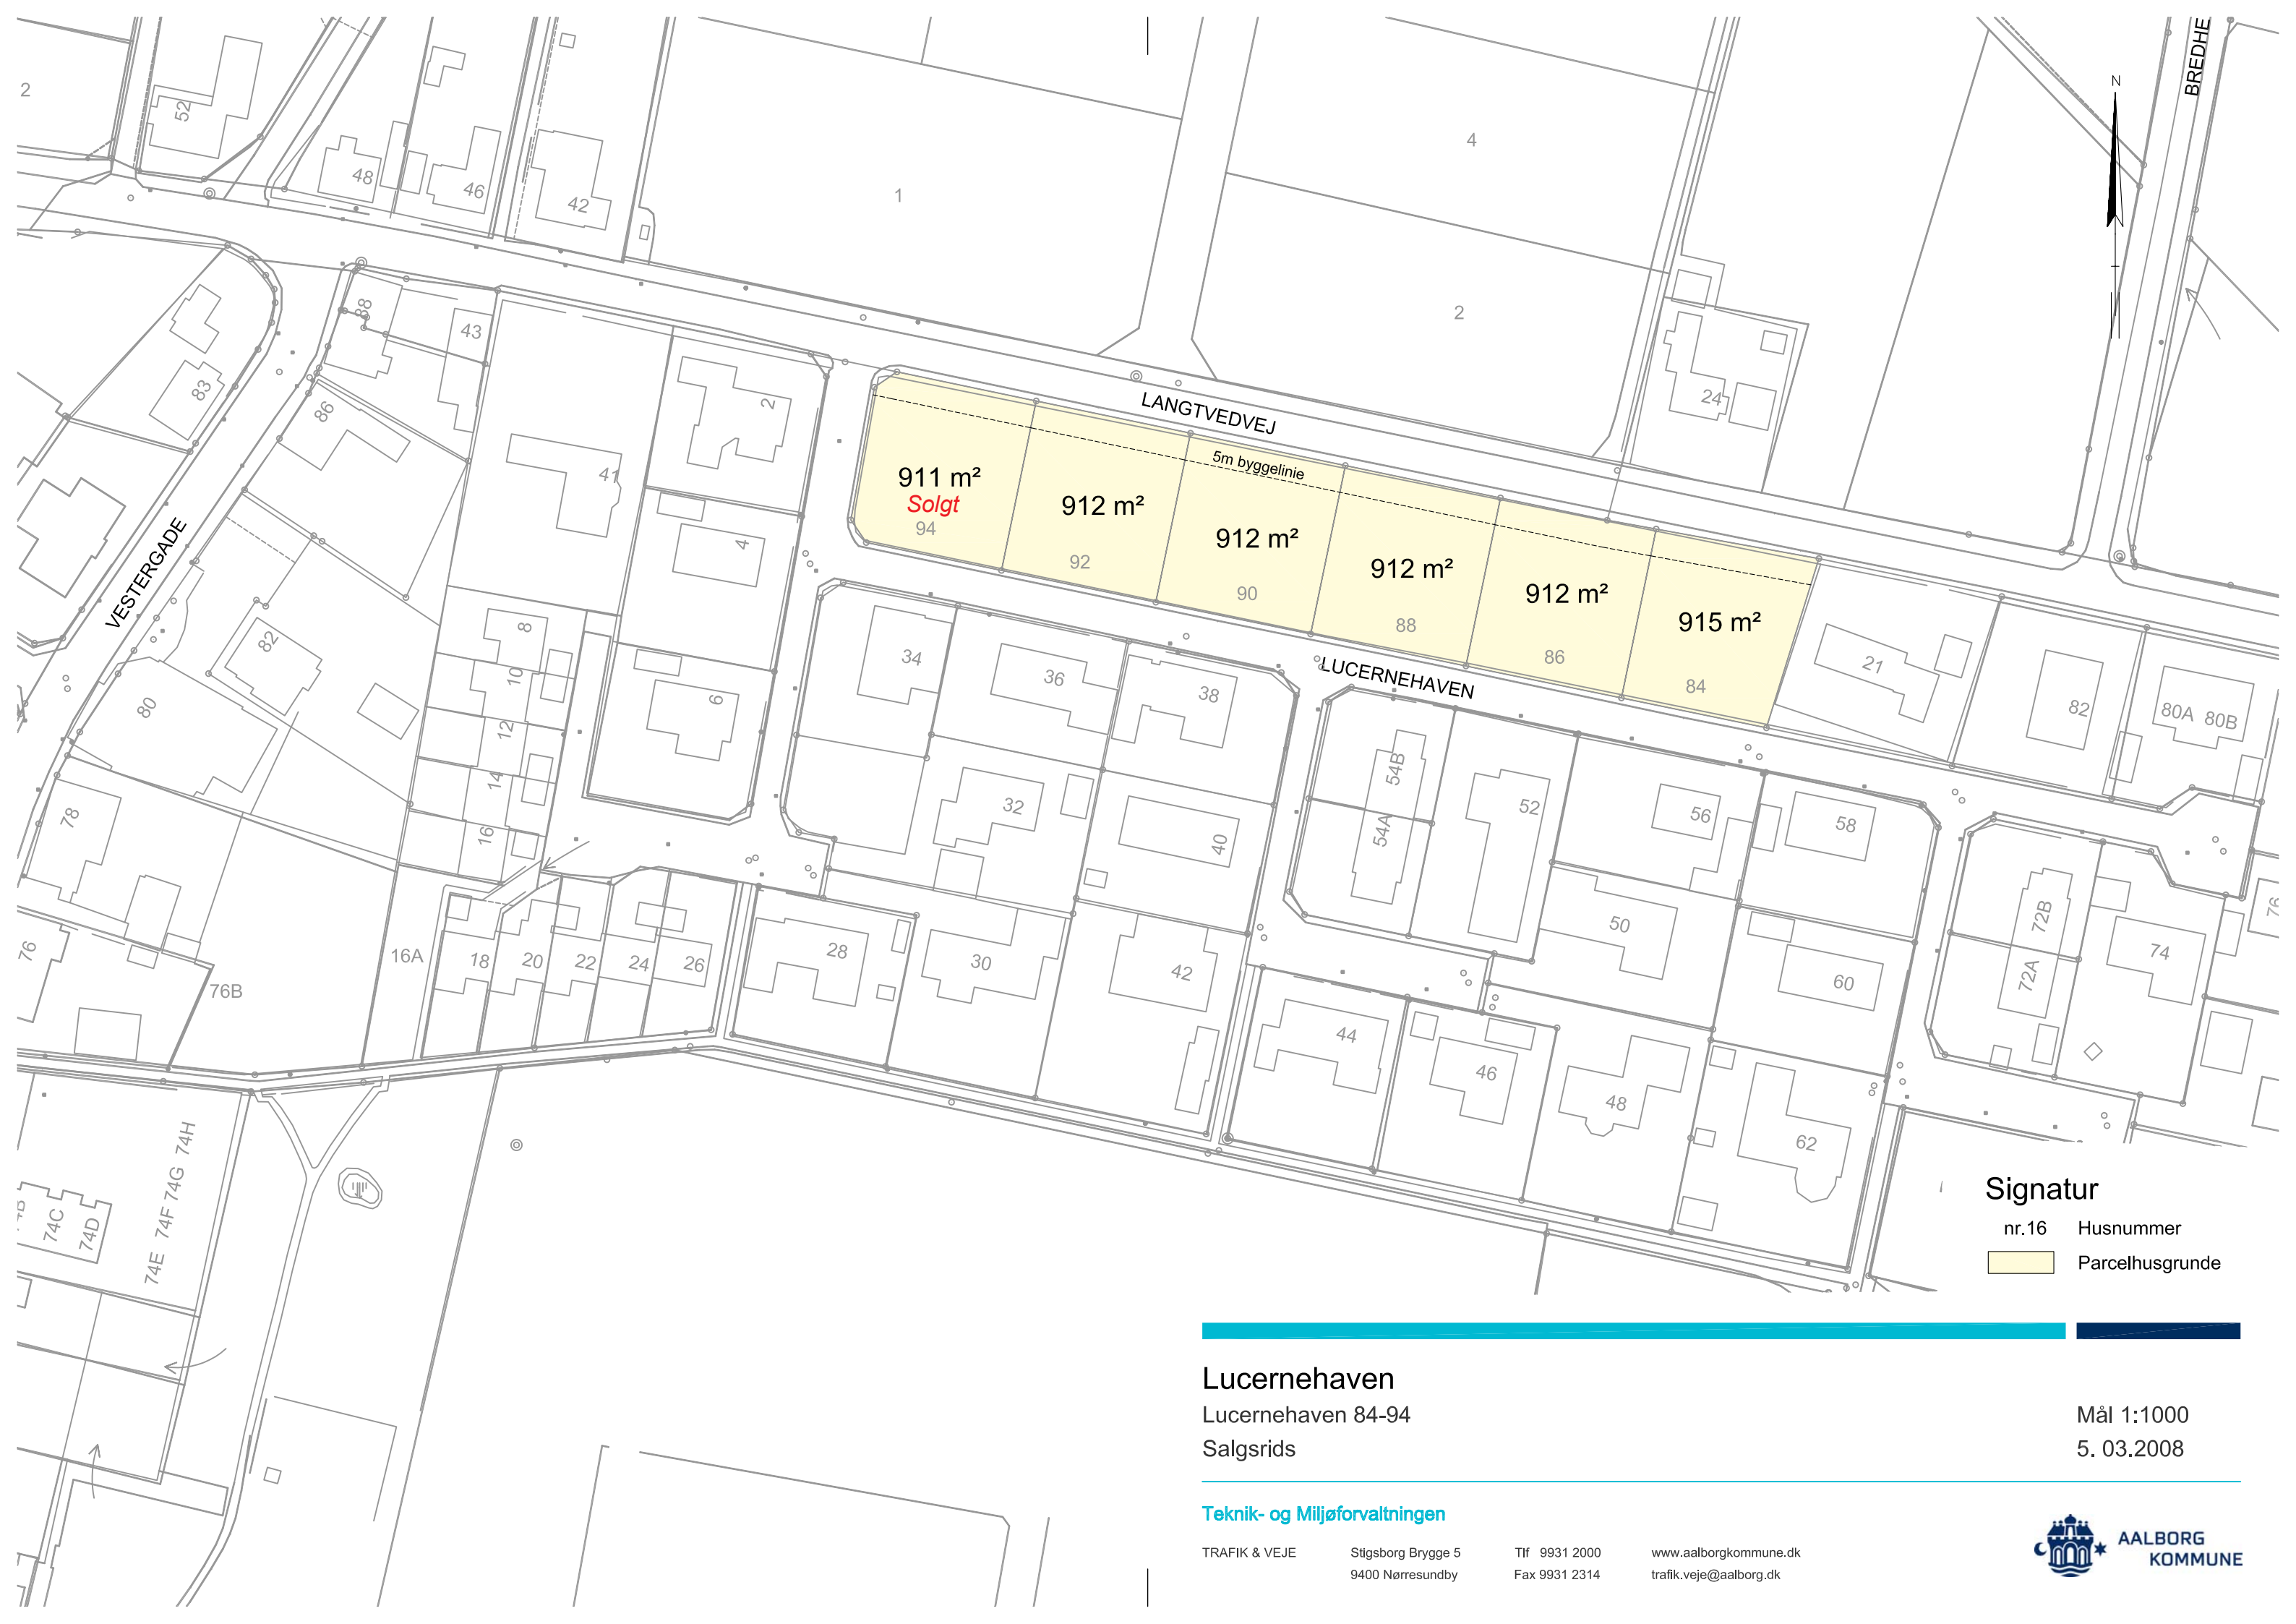 BREDHE
N
2
52
48
46
42
1
4
2
24
88
43
83
86
2
41
4
6
LANGTVEDVEJ
5m byggelinie
911 m²
Solgt
94
912 m²
92
912 m²
90
912 m²
88
912 m²
86
915 m²
84
LUCERNEHAVEN
VESTERGADE
21
82
80A 80B
82
80
78
76
76B
8
10
12
14
16
16A
18
20
22
24
26
34
36
38
32
40
28
30
42
54B
54A
52
56
58
50
60
44
46
48
62
72B
72A
74
76
74C
74D
74E 74F 74G 74H
Signatur
nr.16 Husnummer
Parcelhusgrunde
Lucernehaven
Lucernehaven 84-94
Mål 1:1000
Salgsrids
5. 03.2008
Teknik- og Miljøforvaltningen
TRAFIK & VEJE Stigsborg Brygge 5 Tlf 9931 2000 www.aalborgkommune.dk
9400 Nørresundby Fax 9931 2314 trafik.veje@aalborg.dk
AALBORG
KOMMUNE